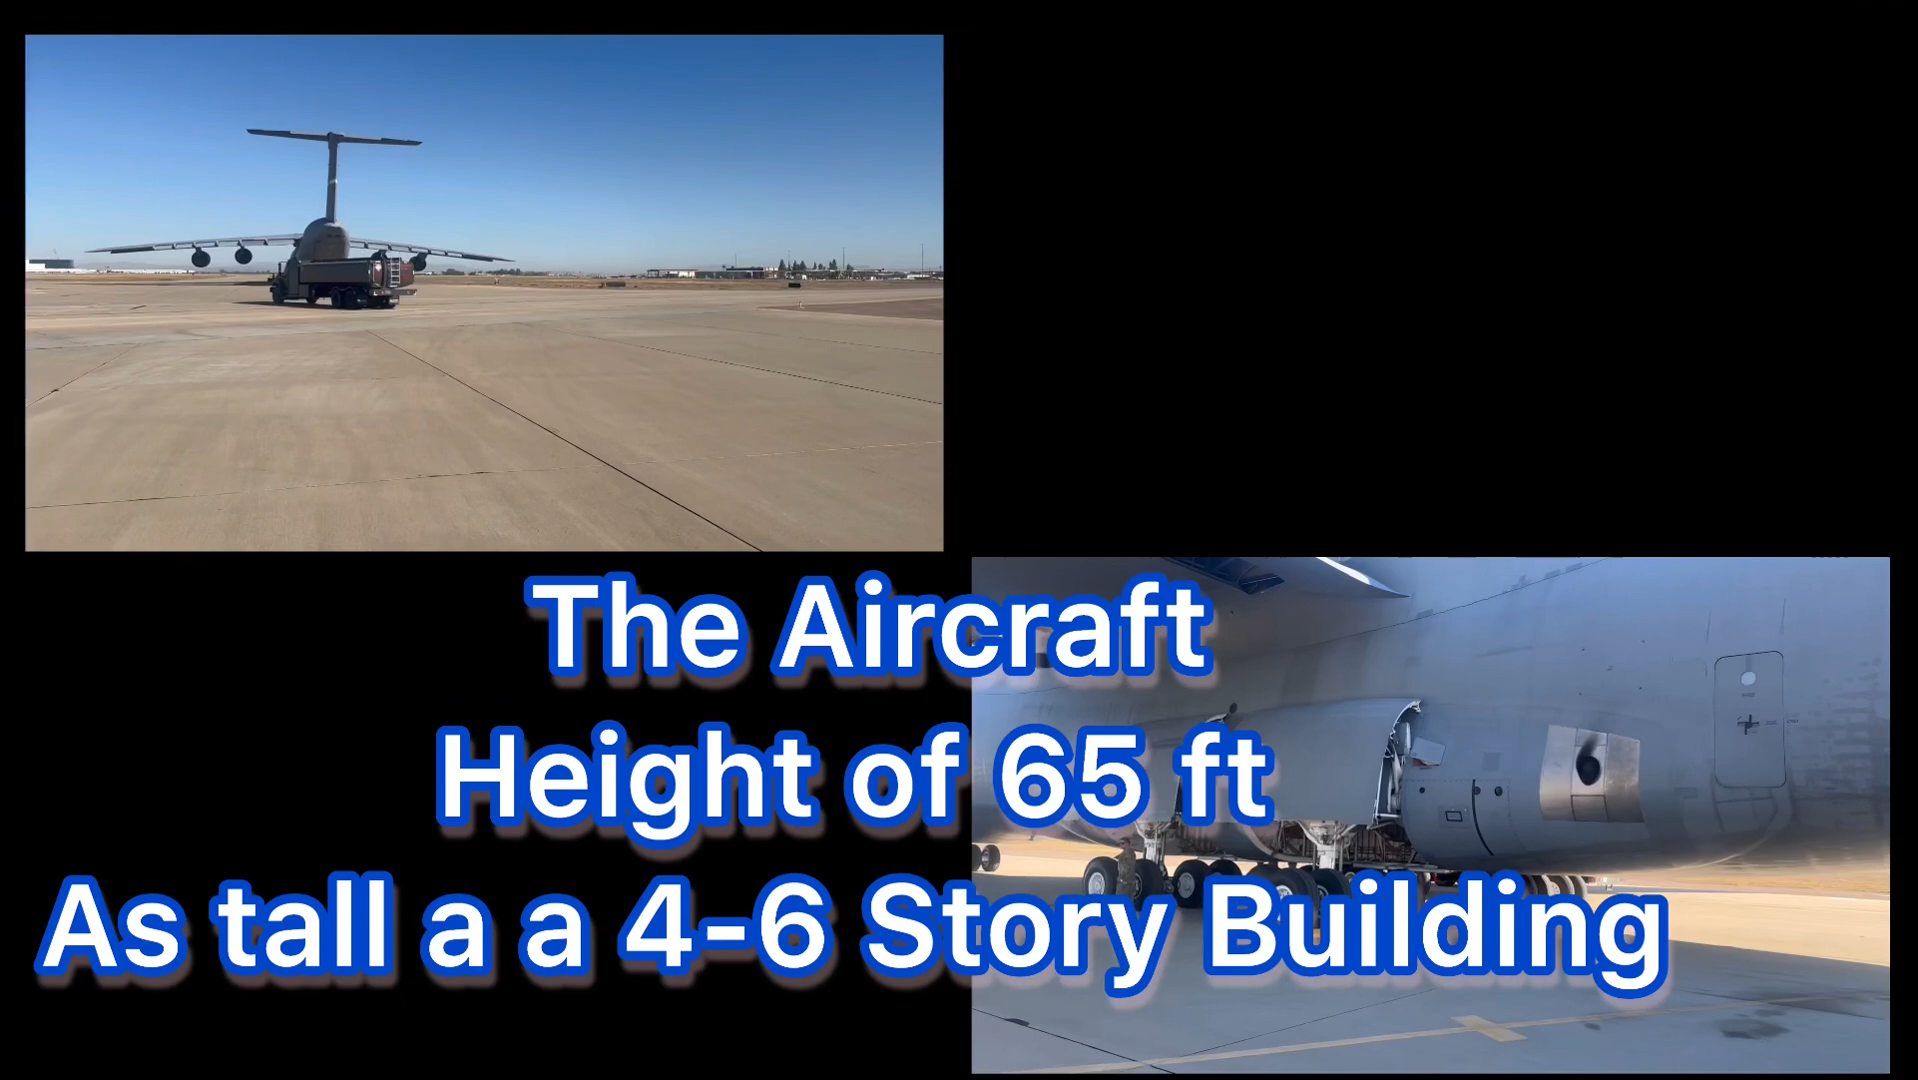 The Aircraft
Height of 65 ft
As tall a a 4-6 Story Building